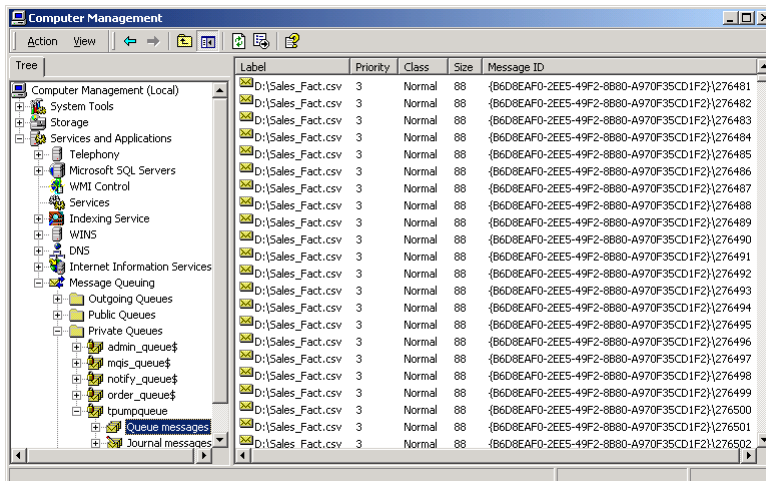 Computer Management
Action View
Tree
Computer Management (Local)
System Tools
Storage
Services and Applications
Telephony
Microsoft SQL Servers
WMI Control
Services
Indexing Service
WINS
DNS
Internet Information Services
Message Queuing
Outgoing Queues
Public Queues
Private Queues
admin_queue$
mqis_queue$
notify_queue$
order_queue$
tpumpqueue
Queue messages
Journal messages
Label Priority Class Size Message ID
D:\Sales_Fact.csv 3 Normal 88 {B6D8EAF0-2EE5-49F2-8B80-A970F35CD1F2}\276481
D:\Sales_Fact.csv 3 Normal 88 {B6D8EAF0-2EE5-49F2-8B80-A970F35CD1F2}\276482
D:\Sales_Fact.csv 3 Normal 88 {B6D8EAF0-2EE5-49F2-8B80-A970F35CD1F2}\276483
D:\Sales_Fact.csv 3 Normal 88 {B6D8EAF0-2EE5-49F2-8B80-A970F35CD1F2}\276484
D:\Sales_Fact.csv 3 Normal 88 {B6D8EAF0-2EE5-49F2-8B80-A970F35CD1F2}\276485
D:\Sales_Fact.csv 3 Normal 88 {B6D8EAF0-2EE5-49F2-8B80-A970F35CD1F2}\276486
D:\Sales_Fact.csv 3 Normal 88 {B6D8EAF0-2EE5-49F2-8B80-A970F35CD1F2}\276487
D:\Sales_Fact.csv 3 Normal 88 {B6D8EAF0-2EE5-49F2-8B80-A970F35CD1F2}\276488
D:\Sales_Fact.csv 3 Normal 88 {B6D8EAF0-2EE5-49F2-8B80-A970F35CD1F2}\276489
D:\Sales_Fact.csv 3 Normal 88 {B6D8EAF0-2EE5-49F2-8B80-A970F35CD1F2}\276490
D:\Sales_Fact.csv 3 Normal 88 {B6D8EAF0-2EE5-49F2-8B80-A970F35CD1F2}\276491
D:\Sales_Fact.csv 3 Normal 88 {B6D8EAF0-2EE5-49F2-8B80-A970F35CD1F2}\276492
D:\Sales_Fact.csv 3 Normal 88 {B6D8EAF0-2EE5-49F2-8B80-A970F35CD1F2}\276493
D:\Sales_Fact.csv 3 Normal 88 {B6D8EAF0-2EE5-49F2-8B80-A970F35CD1F2}\276494
D:\Sales_Fact.csv 3 Normal 88 {B6D8EAF0-2EE5-49F2-8B80-A970F35CD1F2}\276495
D:\Sales_Fact.csv 3 Normal 88 {B6D8EAF0-2EE5-49F2-8B80-A970F35CD1F2}\276496
D:\Sales_Fact.csv 3 Normal 88 {B6D8EAF0-2EE5-49F2-8B80-A970F35CD1F2}\276497
D:\Sales_Fact.csv 3 Normal 88 {B6D8EAF0-2EE5-49F2-8B80-A970F35CD1F2}\276498
D:\Sales_Fact.csv 3 Normal 88 {B6D8EAF0-2EE5-49F2-8B80-A970F35CD1F2}\276499
D:\Sales_Fact.csv 3 Normal 88 {B6D8EAF0-2EE5-49F2-8B80-A970F35CD1F2}\276500
D:\Sales_Fact.csv 3 Normal 88 {B6D8EAF0-2EE5-49F2-8B80-A970F35CD1F2}\276501
D:\Sales_Fact.csv 3 Normal 88 {B6D8EAF0-2EE5-49F2-8B80-A970F35CD1F2}\276502